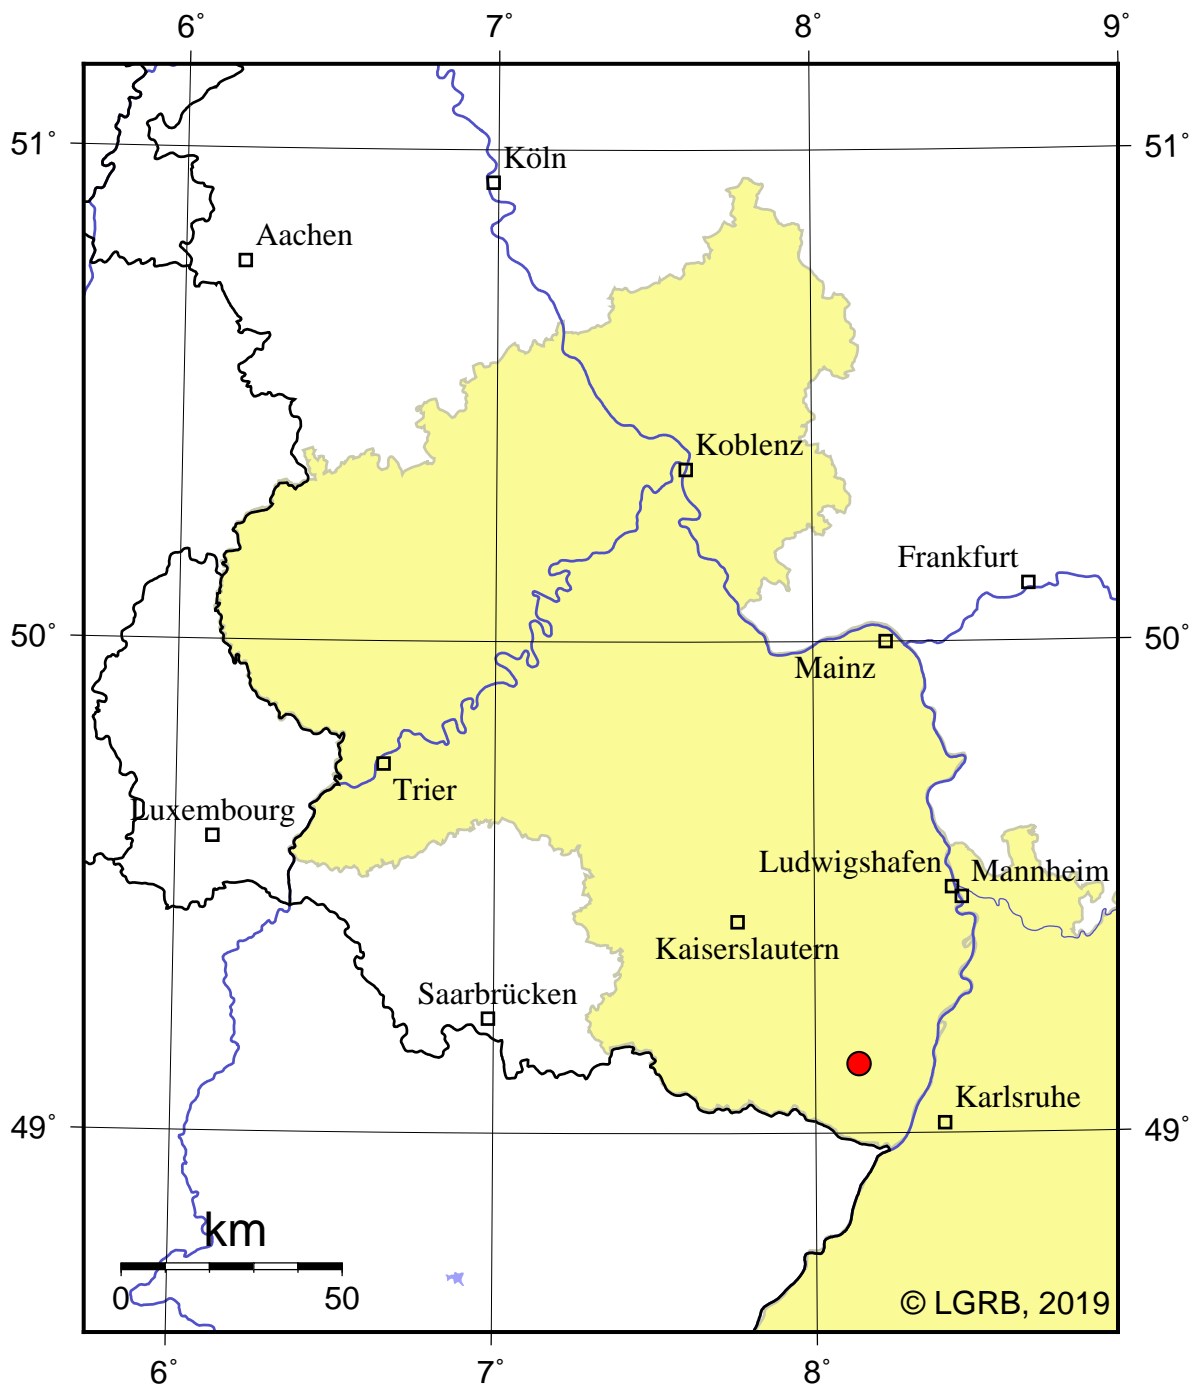 6°
7°
8°
9°
51°
51°
Köln
Aachen
Koblenz
Frankfurt
50°
50°
Mainz
Trier
Luxembourg
Ludwigshafen
Mannheim
Kaiserslautern
Saarbrücken
Karlsruhe
49°
49°
km
0
50
© LGRB, 2019
6°
7°
8°